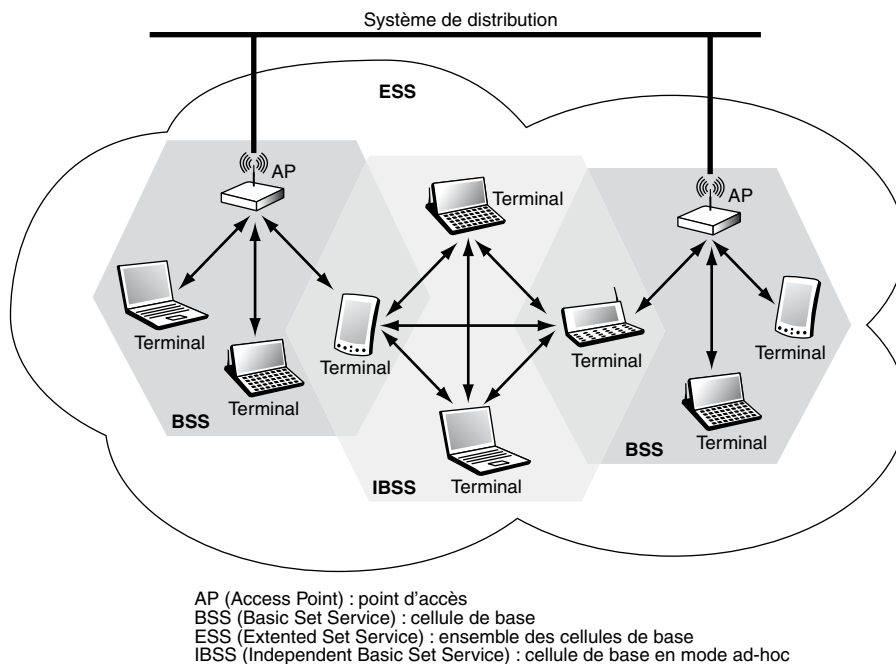 Système de distribution
ESS
AP
AP
Terminal
Terminal
Terminal
Terminal
Terminal
Terminal
Terminal
Terminal
BSS
BSS
IBSS
Terminal
AP (Access Point) : point d'accès
BSS (Basic Set Service) : cellule de base
ESS (Extented Set Service) : ensemble des cellules de base
IBSS (Independent Basic Set Service) : cellule de base en mode ad-hoc